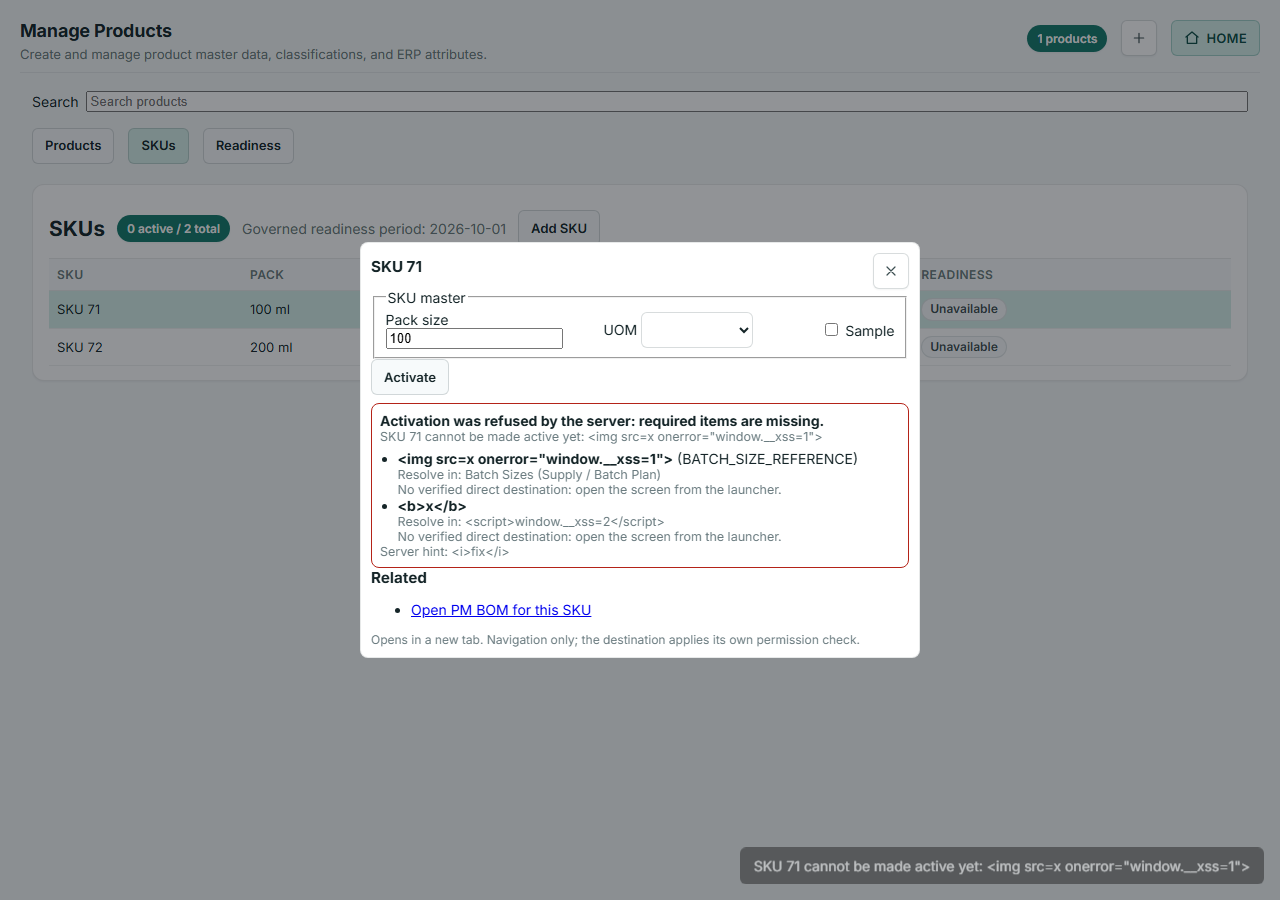 Manage Products
Create and manage product master data, classifications, and ERP attributes.
1 products
+
HOME
Search Search products
Products SKUs Readiness
SKUs 0 active / 2 total Governed readiness period: 2026-10-01 Add SKU
SKU PACK READINESS
SKU 71 100 ml Unavailable
SKU 72 200 ml Unavailable
SKU 71
SKU master
Pack size
100
UOM
Sample
Activate
Activation was refused by the server: required items are missing.
SKU 71 cannot be made active yet: <img src=x onerror="window.__xss=1">
• <img src=x onerror="window.__xss=1"> (BATCH_SIZE_REFERENCE)
Resolve in: Batch Sizes (Supply / Batch Plan)
No verified direct destination: open the screen from the launcher.
• <b>x</b>
Resolve in: <script>window.__xss=2</script>
No verified direct destination: open the screen from the launcher.
Server hint: <i>fix</i>
Related
• Open PM BOM for this SKU
Opens in a new tab. Navigation only; the destination applies its own permission check.
SKU 71 cannot be made active yet: <img src=x onerror="window.__xss=1">